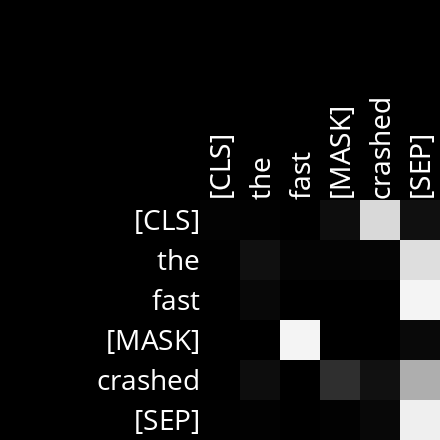 [CLS]
the
fast
[MASK]
crashed
[SEP]
[CLS]
the
fast
[MASK]
crashed
[SEP]